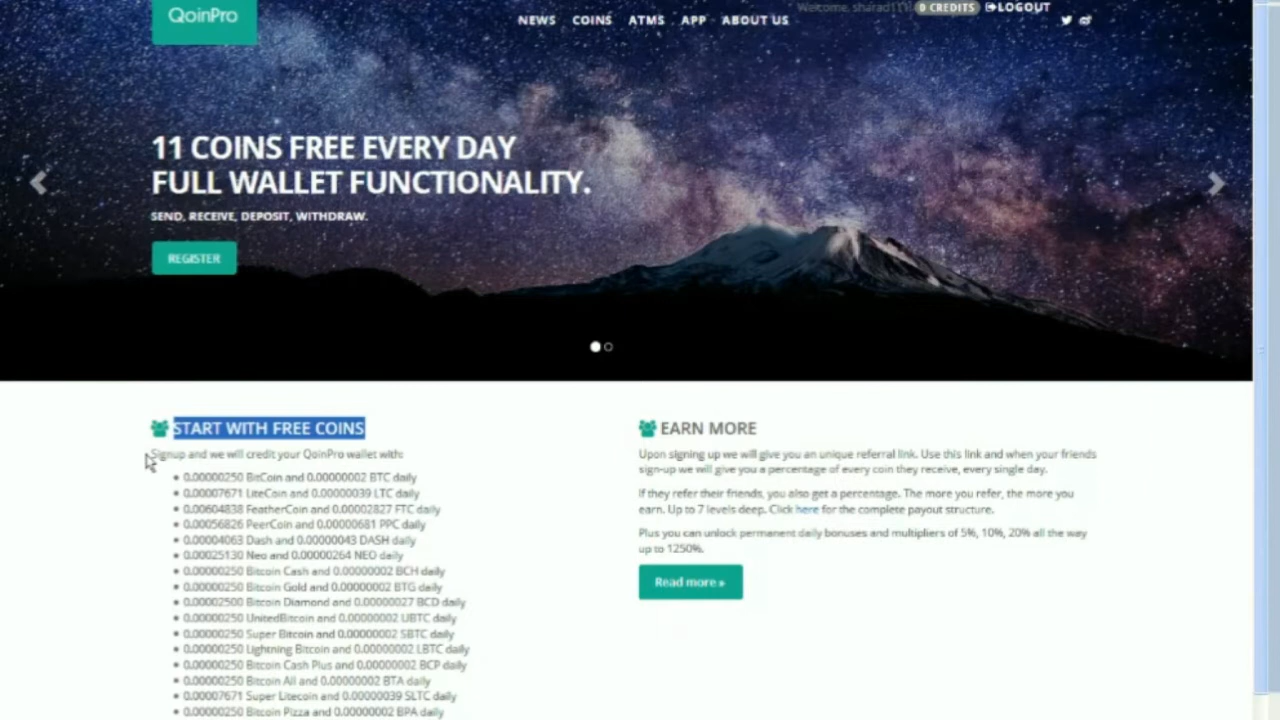 QoinPro
NEWS COINS ATMS APP ABOUT US
Welcome, sharad111
0 CREDITS
LOGOUT
11 COINS FREE EVERY DAY
FULL WALLET FUNCTIONALITY.
SEND, RECEIVE, DEPOSIT, WITHDRAW.
REGISTER
START WITH FREE COINS
Signup and we will credit your QoinPro wallet with:
0.00000250 BitCoin and 0.00000002 BTC daily
0.00007671 LiteCoin and 0.00000039 LTC daily
0.00604838 FeatherCoin and 0.00002827 FTC daily
0.00056826 PeerCoin and 0.00000681 PPC daily
0.00004063 Dash and 0.00000043 DASH daily
0.00025130 Neo and 0.00000264 NEO daily
0.00000250 Bitcoin Cash and 0.00000002 BCH daily
0.00000250 Bitcoin Gold and 0.00000002 BTG daily
0.00002500 Bitcoin Diamond and 0.00000027 BCD daily
0.00000250 UnitedBitcoin and 0.00000002 UBTC daily
0.00000250 Super Bitcoin and 0.00000002 SBTC daily
0.00000250 Lightning Bitcoin and 0.00000002 LBTC daily
0.00000250 Bitcoin Cash Plus and 0.00000002 BCP daily
0.00000250 Bitcoin All and 0.00000002 BTA daily
0.00007671 Super Litecoin and 0.00000039 SLTC daily
0.00000250 Bitcoin Pizza and 0.00000002 BPA daily
EARN MORE
Upon signing up we will give you an unique referral link. Use this link and when your friends
sign-up we will give you a percentage of every coin they receive, every single day.
If they refer their friends, you also get a percentage. The more you refer, the more you
earn. Up to 7 levels deep. Click here for the complete payout structure.
Plus you can unlock permanent daily bonuses and multipliers of 5%, 10%, 20% all the way
up to 1250%.
Read more »